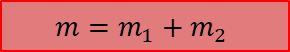 m = m₁ + m₂